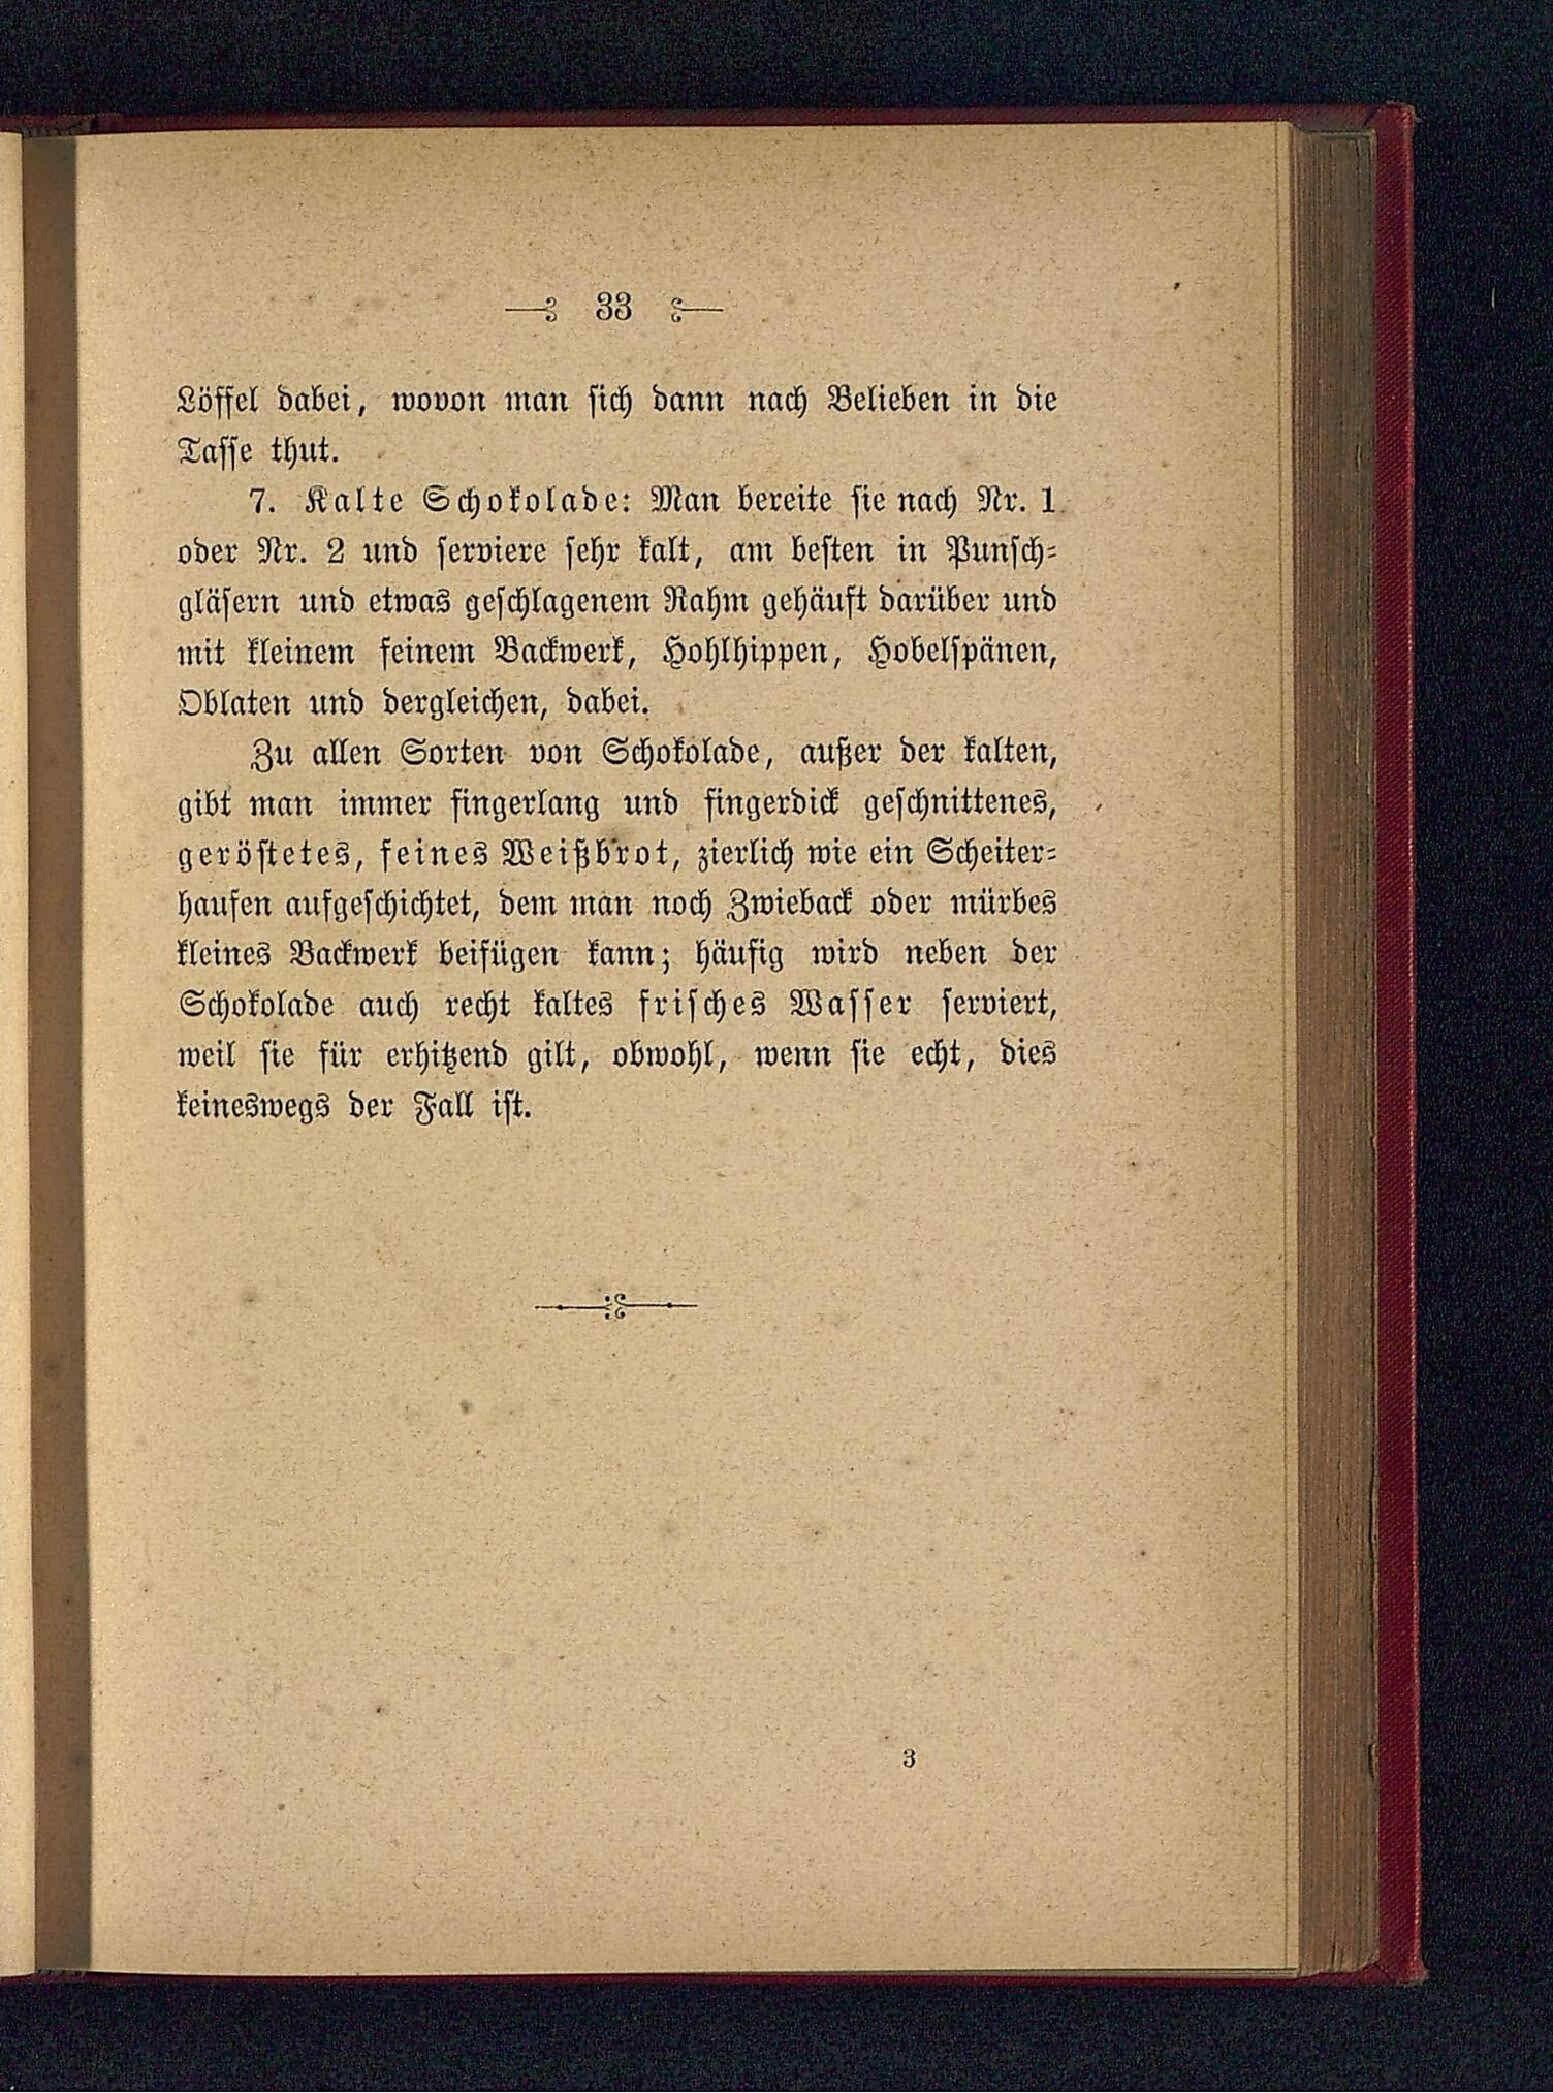 33
Löffel dabei, wovon man sich dann nach Belieben in die
Tasse thut.
7. Kalte Schokolade: Man bereite sie nach Nr. 1
oder Nr. 2 und serviere sehr kalt, am besten in Punsch-
gläsern und etwas geschlagenem Rahm gehäuft darüber und
mit kleinem feinem Backwerk, Hohlhippen, Hobelspänen,
Oblaten und dergleichen, dabei.
Zu allen Sorten von Schokolade, außer der kalten,
gibt man immer fingerlang und fingerdick geschnittenes,
geröstetes, feines Weißbrot, zierlich wie ein Scheiter-
haufen aufgeschichtet, dem man noch Zwieback oder mürbes
kleines Backwerk beifügen kann; häufig wird neben der
Schokolade auch recht kaltes frisches Wasser serviert,
weil sie für erhitzend gilt, obwohl, wenn sie echt, dies
keineswegs der Fall ist.
3